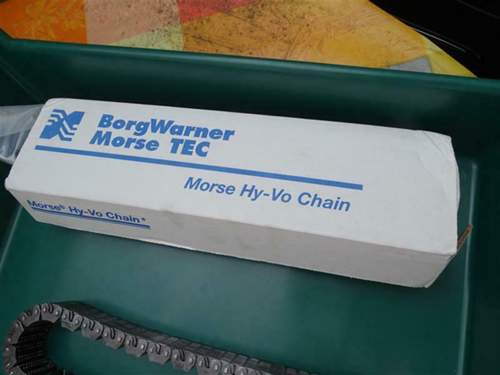 BorgWarner
Morse TEC
Morse Hy-Vo Chain
Morse® Hy-Vo Chain*